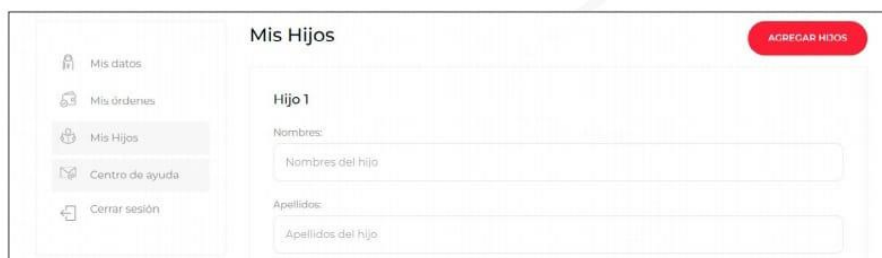 Mis Hijos
AGREGAR HIJOS
Mis datos
Mis órdenes
Mis Hijos
Centro de ayuda
Cerrar sesión
Hijo 1
Nombres:
Nombres del hijo
Apellidos:
Apellidos del hijo